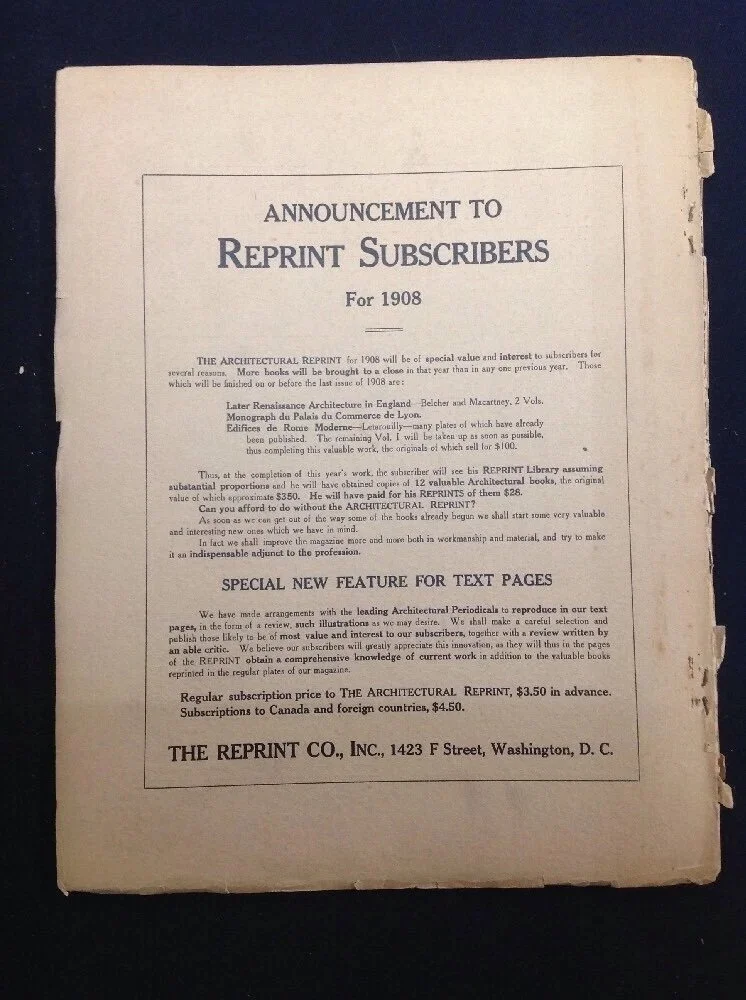 ANNOUNCEMENT TO
REPRINT SUBSCRIBERS
For 1908
THE ARCHITECTURAL REPRINT for 1908 will be of special value and interest to subscribers for
several reasons. More books will be brought to a close in that year than in any one previous year. Those
which will be finished on or before the last issue of 1908 are:
Later Renaissance Architecture in England—Belcher and Macartney. 2 Vols.
Monograph du Palais du Commerce de Lyon.
Edifices de Rome Moderne—Letarouilly—many plates of which have already
been published. The remaining Vol. I will be taken up as soon as possible,
thus completing this valuable work, the originals of which sell for $100.
Thus, at the completion of this year's work, the subscriber will see his REPRINT Library assuming
substantial proportions and he will have obtained copies of 12 valuable Architectural books, the original
value of which approximate $350. He will have paid for his REPRINTS of them $28.
Can you afford to do without the ARCHITECTURAL REPRINT?
As soon as we can get out of the way some of the books already begun we shall start some very valuable
and interesting new ones which we have in mind.
In fact we shall improve the magazine more and more both in workmanship and material, and try to make
it an indispensable adjunct to the profession.
SPECIAL NEW FEATURE FOR TEXT PAGES
We have made arrangements with the leading Architectural Periodicals to reproduce in our text
pages, in the form of a review, such illustrations as we may desire. We shall make a careful selection and
publish those likely to be of most value and interest to our subscribers, together with a review written by
an able critic. We believe our subscribers will greatly appreciate this innovation, as they will thus in the pages
of the REPRINT obtain a comprehensive knowledge of current work in addition to the valuable books
reprinted in the regular plates of our magazine.
Regular subscription price to THE ARCHITECTURAL REPRINT, $3.50 in advance.
Subscriptions to Canada and foreign countries, $4.50.
THE REPRINT CO., INC., 1423 F Street, Washington, D. C.